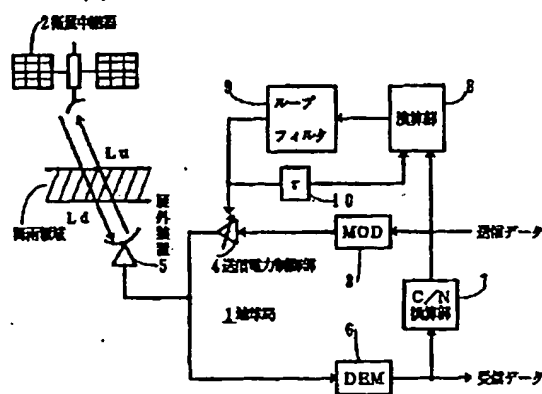 2衛星中継器
9
ループ
フィルタ
8
演算部
Lu
Ld
降雨領域
屋外装置
5
τ
10
4送信電力制御部
MOD
3
送信データ
1地球局
C/N
演算部
7
6
DEM
受信データ